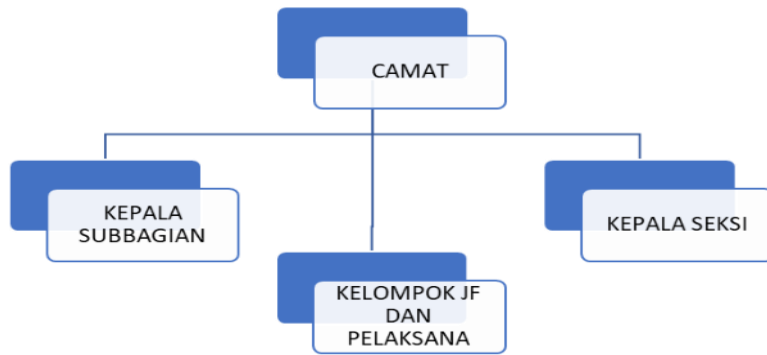 CAMAT
KEPALA
SUBBAGIAN
KEPALA SEKSI
KELOMPOK JF
DAN
PELAKSANA